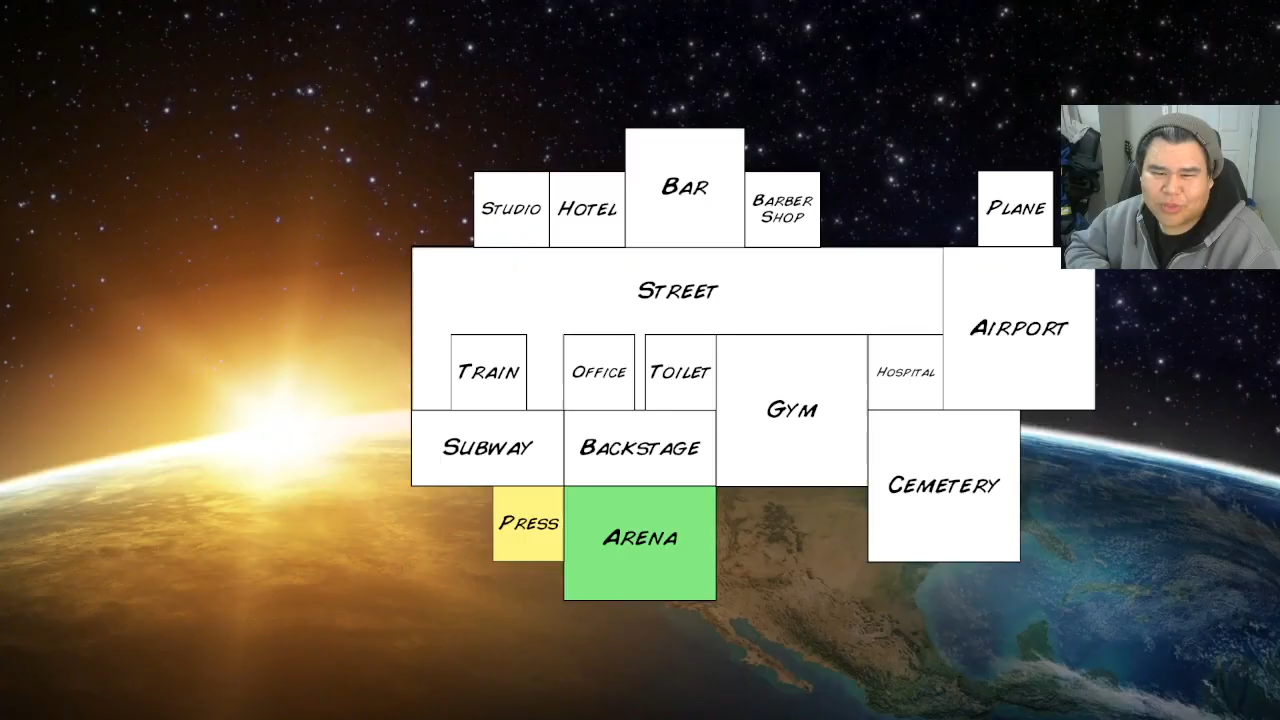 BAR
STUDIO
HOTEL
BARBER
SHOP
PLANE
STREET
AIRPORT
TRAIN
OFFICE
TOILET
HOSPITAL
GYM
SUBWAY
BACKSTAGE
CEMETERY
PRESS
ARENA